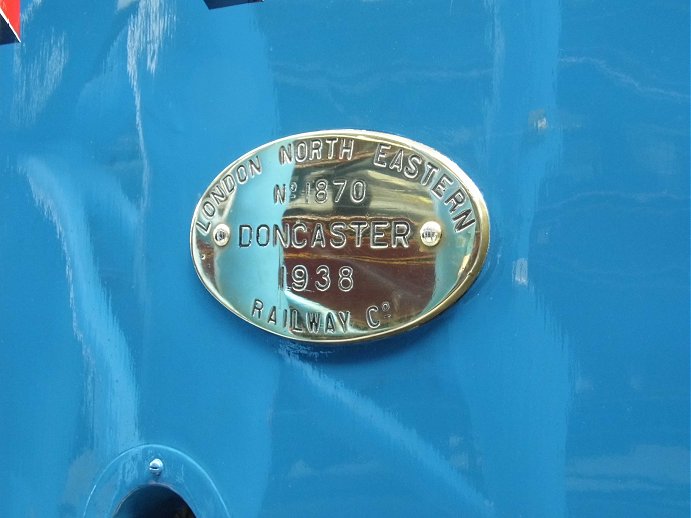 LONDON NORTH EASTERN
Nº 1870
DONCASTER
1938
RAILWAY Cº